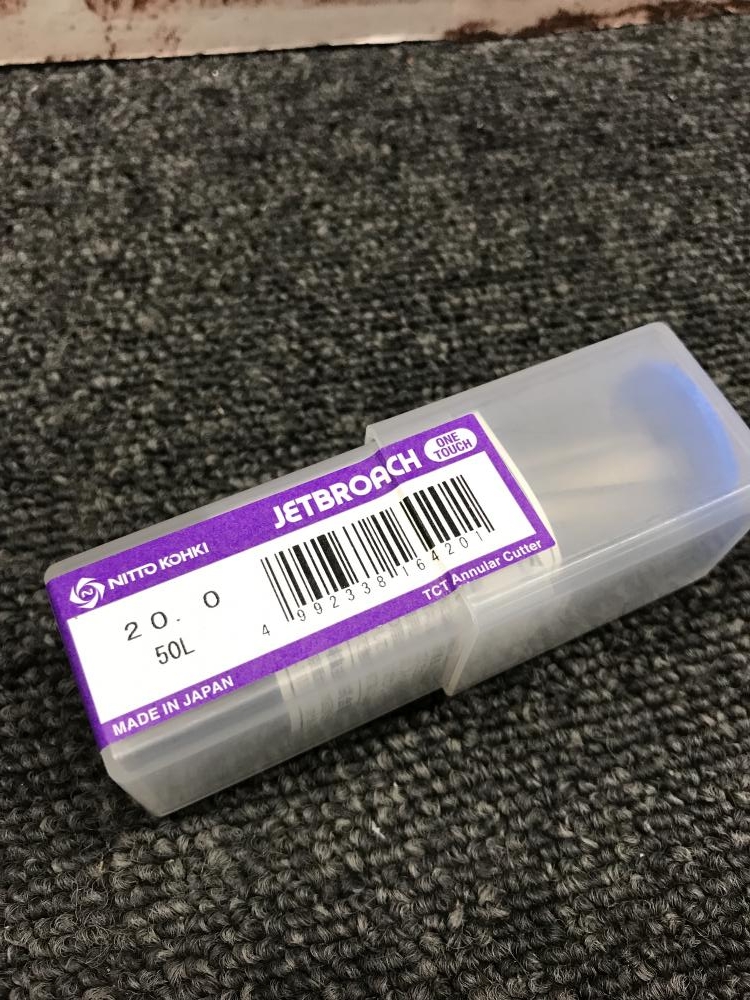 JETBROACH
ONE
TOUCH
NITTO KOHKI
20.0
50L
4 992338 164201
TCT Annular Cutter
MADE IN JAPAN